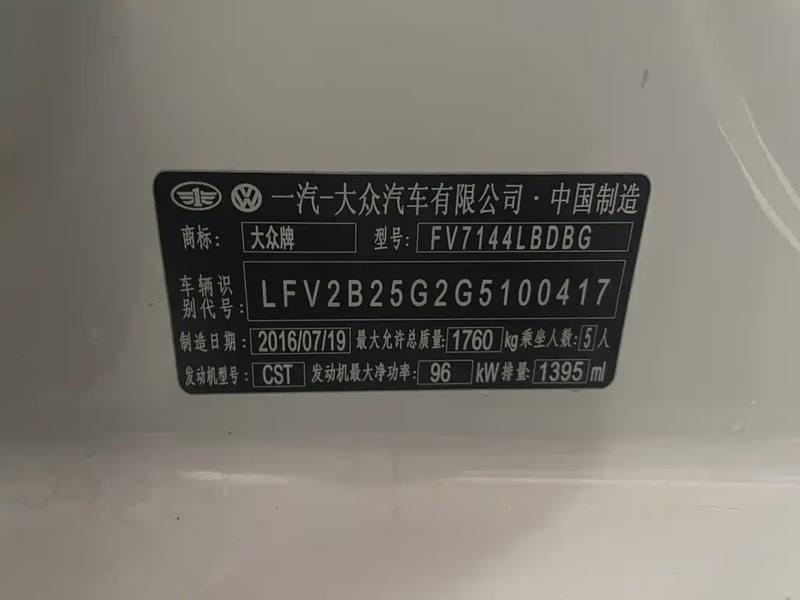 一汽-大众汽车有限公司·中国制造
商标: 大众牌 型号: FV7144LBDBG
车辆识别代号: LFV2B25G2G5100417
制造日期: 2016/07/19 最大允许总质量: 1760 kg 乘坐人数: 5 人
发动机型号: CST 发动机最大净功率: 96 kW 排量: 1395 ml